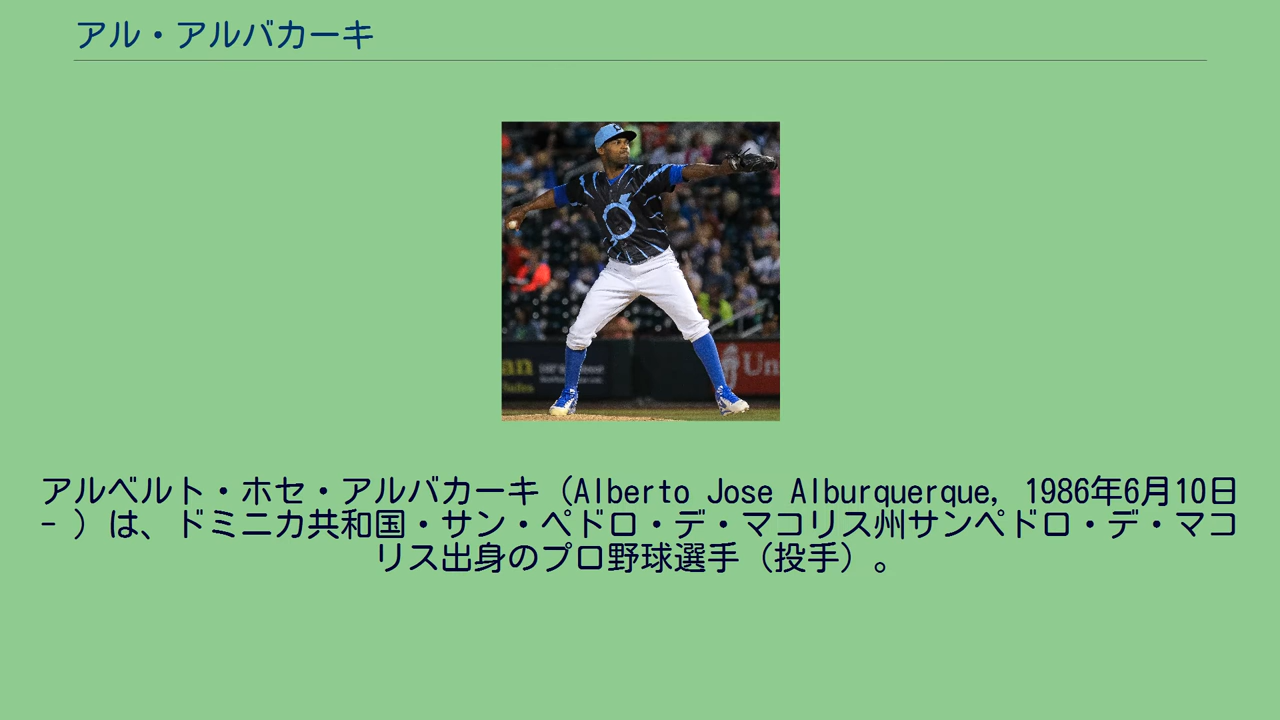 アル・アルバカーキ
an
Un
アルベルト・ホセ・アルバカーキ（Alberto Jose Alburquerque, 1986年6月10日
- ）は、ドミニカ共和国・サン・ペドロ・デ・マコリス州サンペドロ・デ・マコ
リス出身のプロ野球選手（投手）。